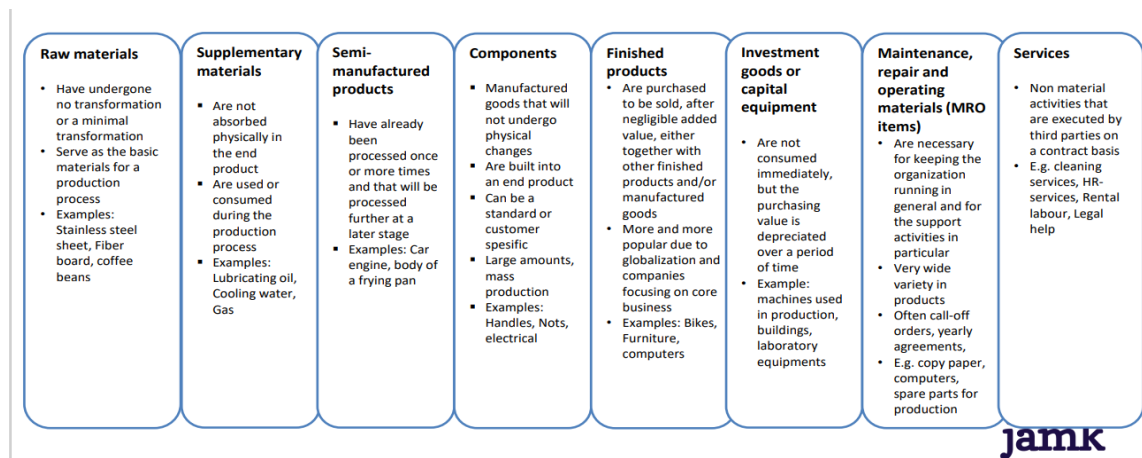 Raw materials
• Have undergone
no transformation
or a minimal
transformation
• Serve as the basic
materials for a
production
process
• Examples:
Stainless steel
sheet, Fiber
board, coffee
beans
Supplementary
materials
▪ Are not
absorbed
physically in
the end
product
▪ Are used or
consumed
during the
production
process
▪ Examples:
Lubricating oil,
Cooling water,
Gas
Semi-
manufactured
products
▪ Have already
been
processed once
or more times
and that will be
processed
further at a
later stage
▪ Examples: Car
engine, body of
a frying pan
Components
▪ Manufactured
goods that will
not undergo
physical
changes
▪ Are built into
an end product
▪ Can be a
standard or
customer
spesific
▪ Large amounts,
mass
production
▪ Examples:
Handles, Nots,
electrical
Finished
products
• Are purchased
to be sold, after
negligible added
value, either
together with
other finished
products and/or
manufactured
goods
• More and more
popular due to
globalization and
companies
focusing on core
business
• Examples: Bikes,
Furniture,
computers
Investment
goods or
capital
equipment
• Are not
consumed
immediately,
but the
purchasing
value is
depreciated
over a period
of time
• Example:
machines used
in production,
buildings,
laboratory
equipments
Maintenance,
repair and
operating
materials (MRO
items)
• Are necessary
for keeping the
organization
running in
general and for
the support
activities in
particular
• Very wide
variety in
products
• Often call-off
orders, yearly
agreements,
• E.g. copy paper,
computers,
spare parts for
production
Services
• Non material
activities that
are executed by
third parties on
a contract basis
• E.g. cleaning
services, HR-
services, Rental
labour, Legal
help
jamk